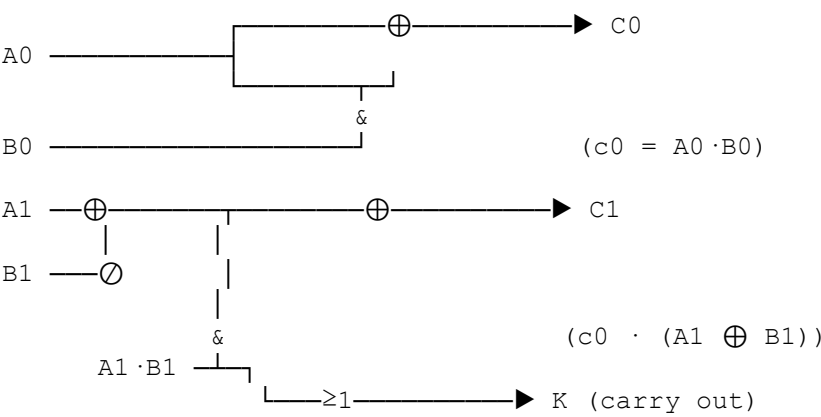 C0
A0
&
B0 (c0 = A0·B0)
A1 ⊕ ⊕ C1
B1
& (c0 · (A1 ⊕ B1))
A1·B1
≥1 K (carry out)